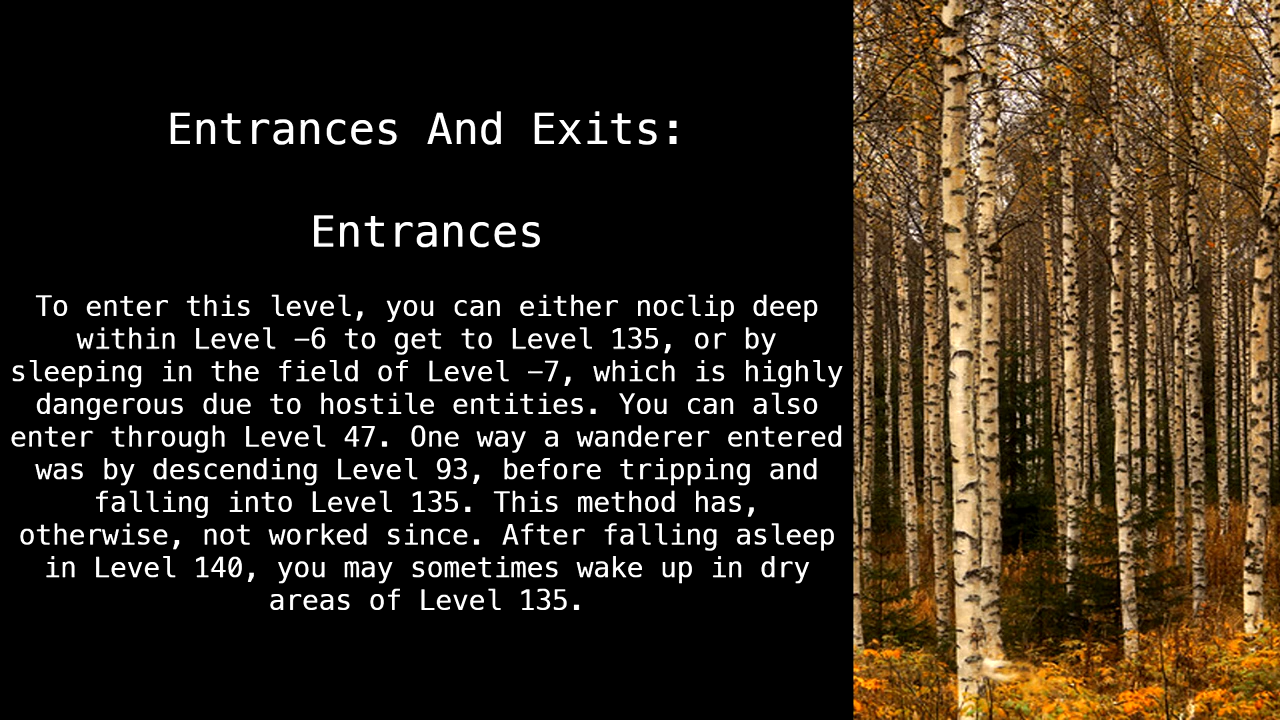 Entrances And Exits:
Entrances
To enter this level, you can either noclip deep
within Level −6 to get to Level 135, or by
sleeping in the field of Level −7, which is highly
dangerous due to hostile entities. You can also
enter through Level 47. One way a wanderer entered
was by descending Level 93, before tripping and
falling into Level 135. This method has,
otherwise, not worked since. After falling asleep
in Level 140, you may sometimes wake up in dry
areas of Level 135.